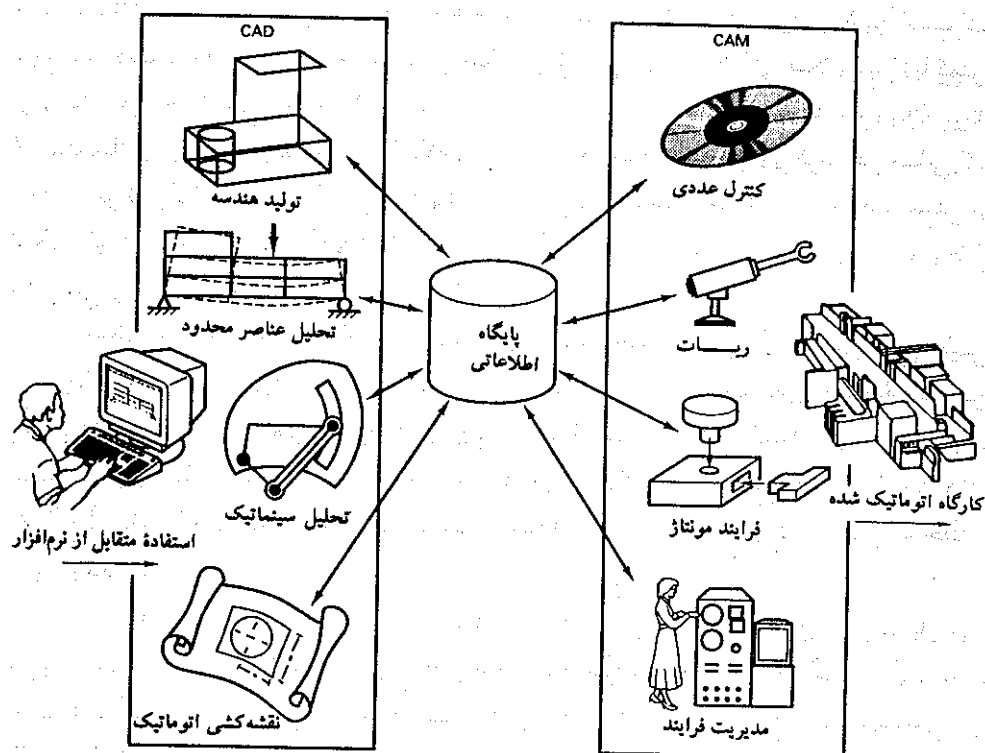 CAD
تولید هندسه
تحلیل عناصر محدود
تحلیل سینماتیک
استفادهٔ متقابل از نرم‌افزار
نقشه‌کشی اتوماتیک
پایگاه
اطلاعاتی
CAM
کنترل عددی
ربـــات
فرایند مونتاژ
کارگاه اتوماتیک شده
مدیریت فرایند